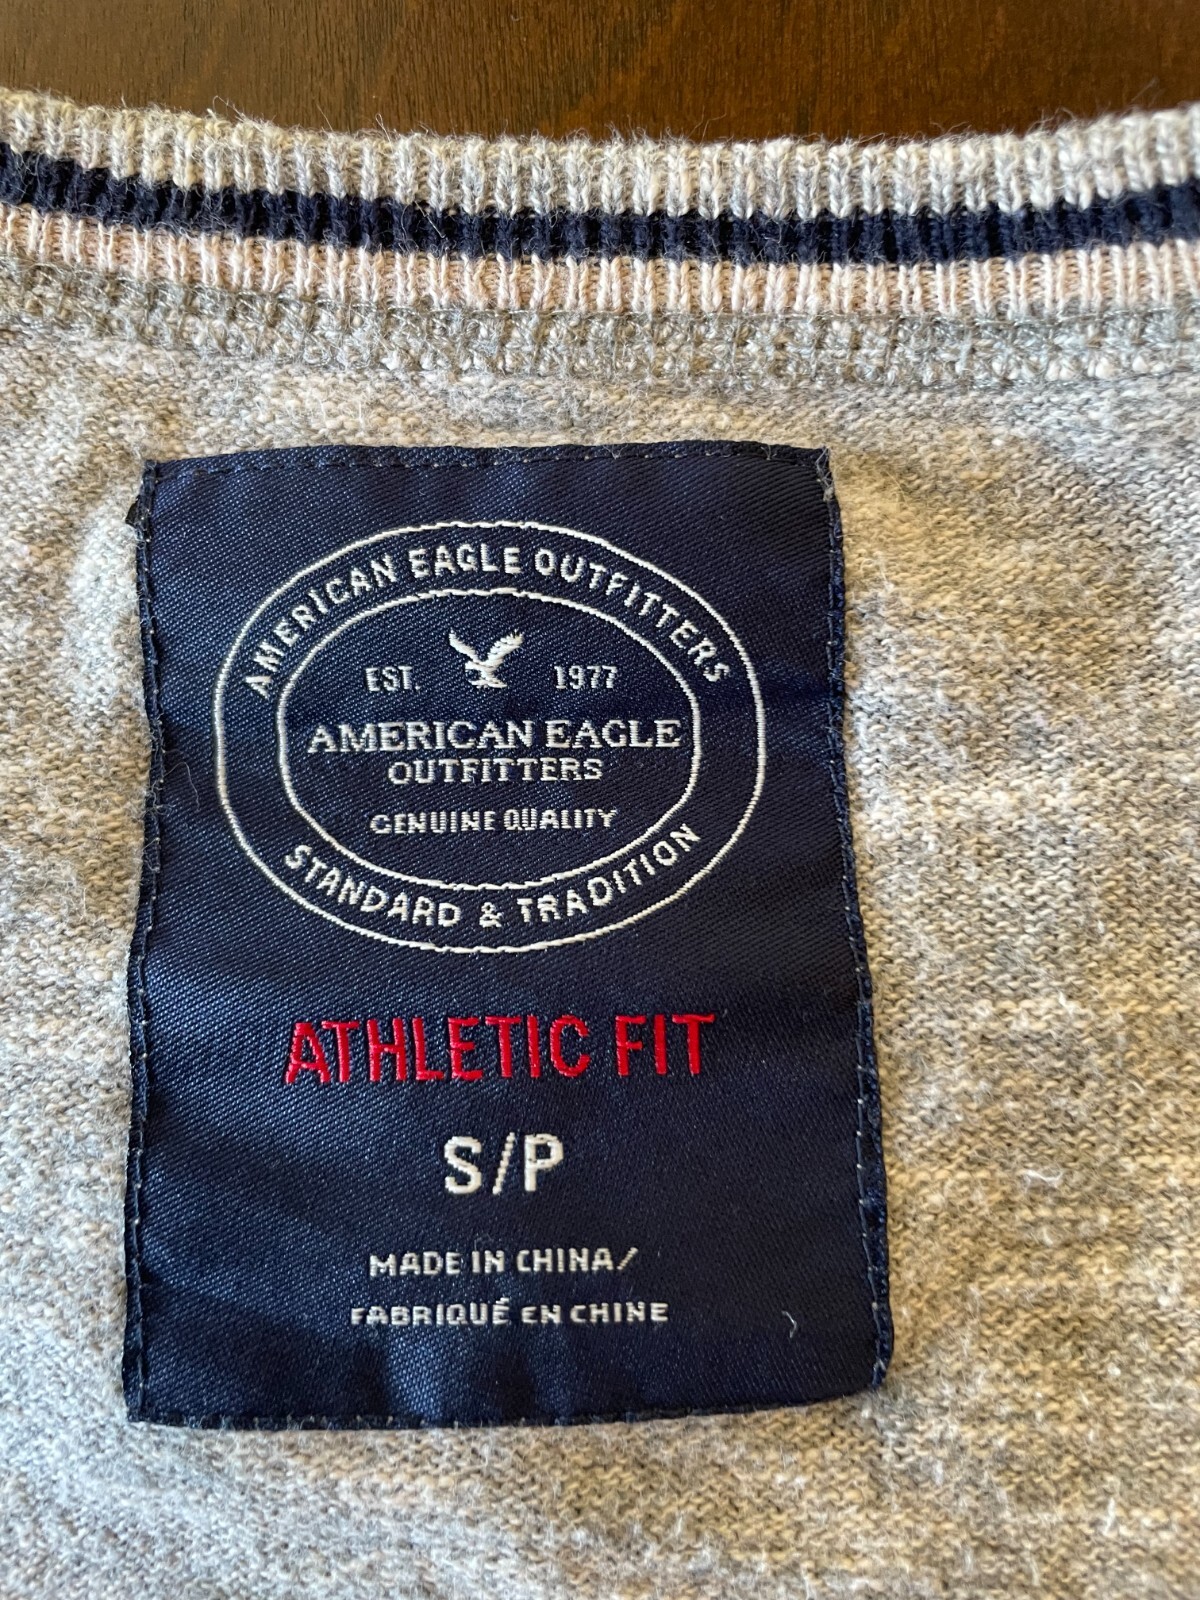 AMERICAN EAGLE OUTFITTERS
EST. 1977
AMERICAN EAGLE
OUTFITTERS
GENUINE QUALITY
STANDARD & TRADITION
ATHLETIC FIT
S/P
MADE IN CHINA/
FABRIQUÉ EN CHINE